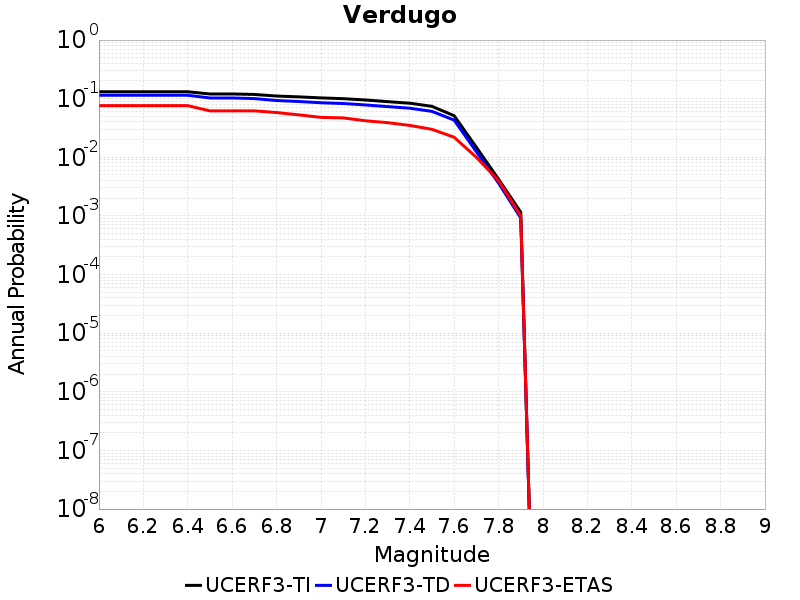 Verdugo
Annual Probability
10^0
10^-1
10^-2
10^-3
10^-4
10^-5
10^-6
10^-7
10^-8
6 6.2 6.4 6.6 6.8 7 7.2 7.4 7.6 7.8 8 8.2 8.4 8.6 8.8 9
Magnitude
UCERF3-TI UCERF3-TD UCERF3-ETAS